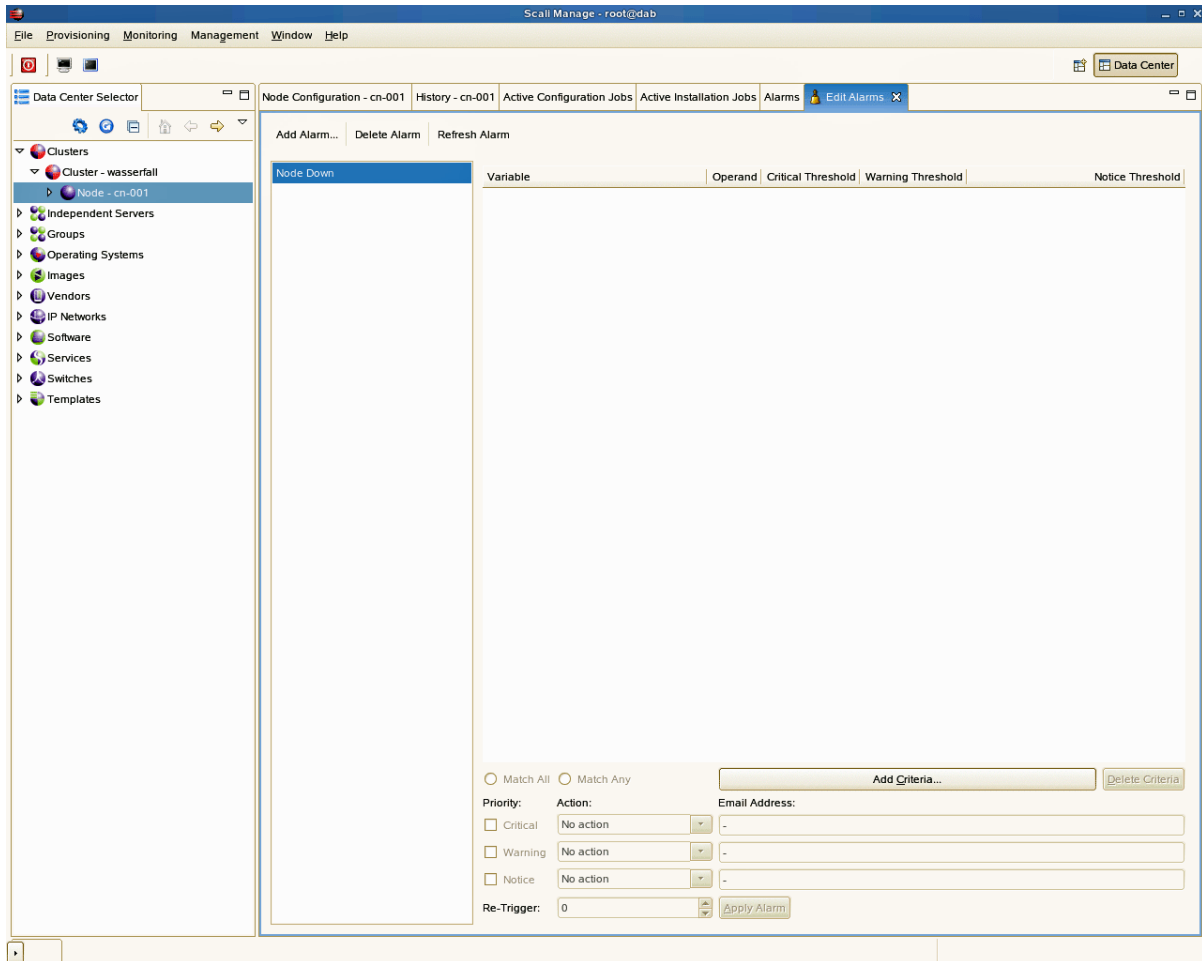 Scali Manage - root@dab
File Provisioning Monitoring Management Window Help
Data Center
Data Center Selector
Node Configuration - cn-001 History - cn-001 Active Configuration Jobs Active Installation Jobs Alarms Edit Alarms
Add Alarm... Delete Alarm Refresh Alarm
Clusters
Cluster - wasserfall
Node - cn-001
Independent Servers
Groups
Operating Systems
Images
Vendors
IP Networks
Software
Services
Switches
Templates
Node Down
Variable Operand Critical Threshold Warning Threshold Notice Threshold
Match All Match Any Add Criteria... Delete Criteria
Priority: Action: Email Address:
Critical No action -
Warning No action -
Notice No action -
Re-Trigger: 0 Apply Alarm